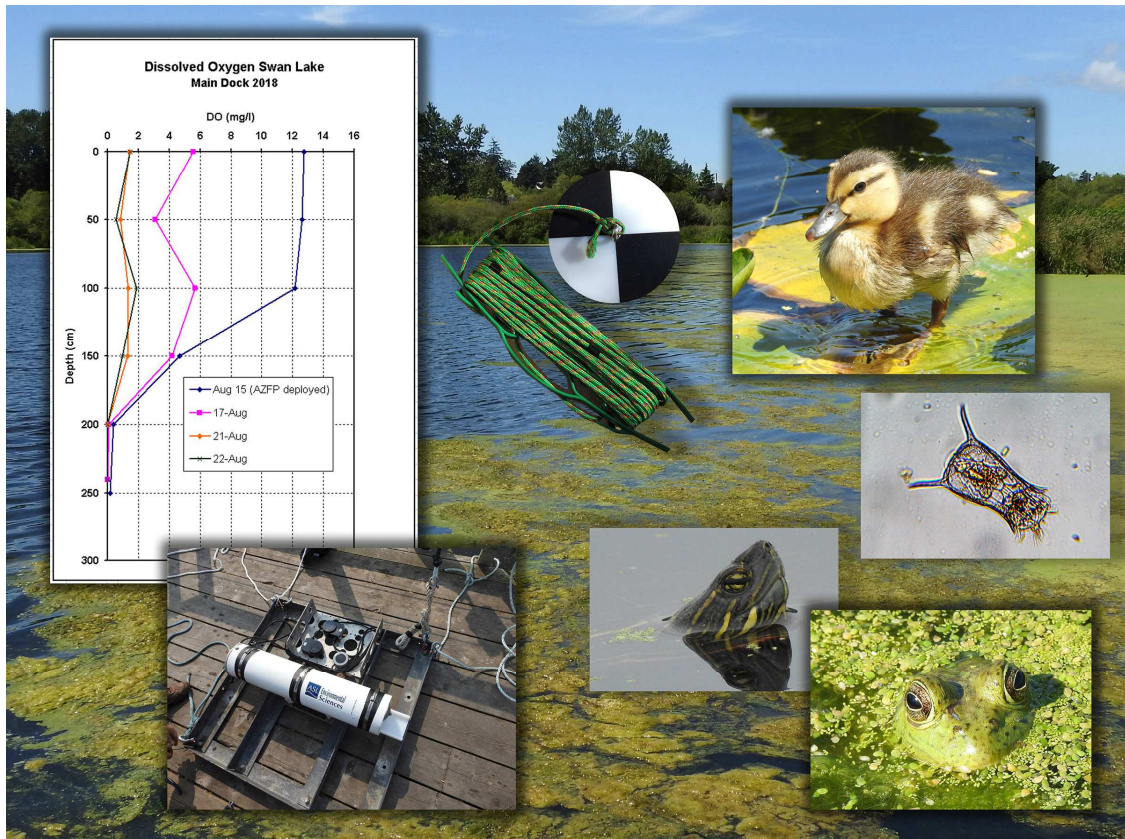 Dissolved Oxygen Swan Lake
Main Dock 2018
DO (mg/l)
0 2 4 6 8 10 12 14 16
0
50
100
150
200
250
300
Depth (cm)
Aug 15 (AZFP deployed)
17-Aug
21-Aug
22-Aug
ASL
Environmental
Sciences